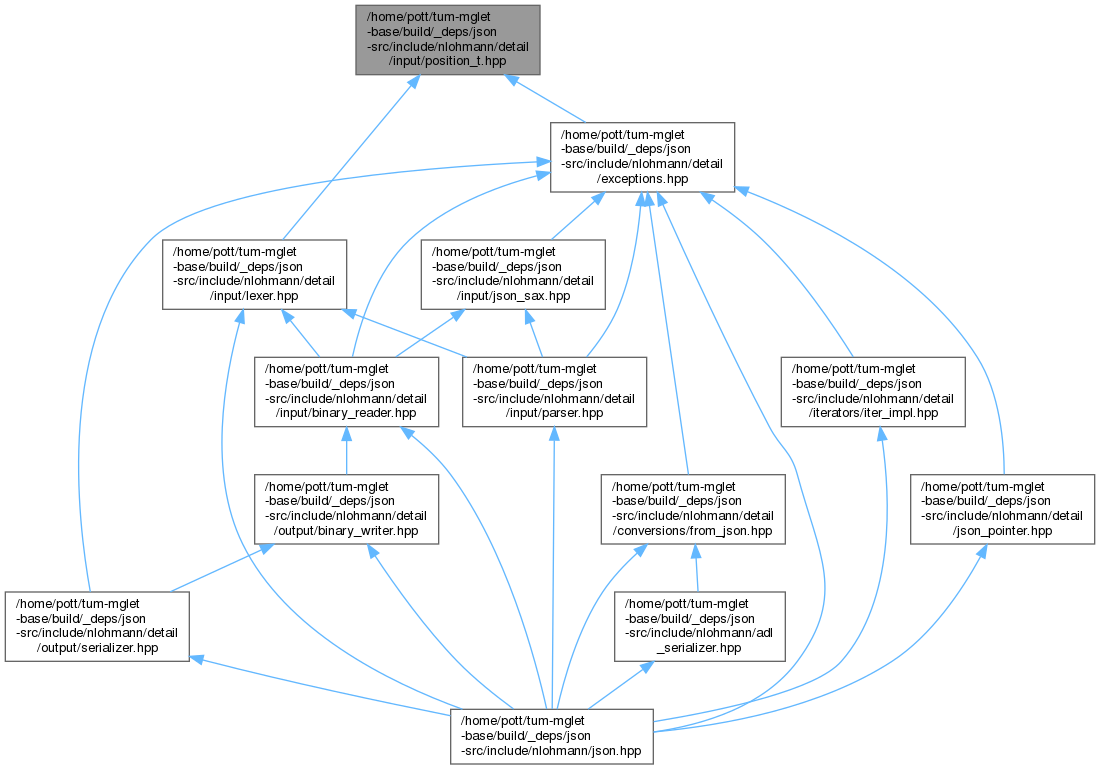 /home/pott/tum-mglet
-base/build/_deps/json
-src/include/nlohmann/detail
/input/position_t.hpp
/home/pott/tum-mglet
-base/build/_deps/json
-src/include/nlohmann/detail
/exceptions.hpp
/home/pott/tum-mglet
-base/build/_deps/json
-src/include/nlohmann/detail
/input/lexer.hpp
/home/pott/tum-mglet
-base/build/_deps/json
-src/include/nlohmann/detail
/input/json_sax.hpp
/home/pott/tum-mglet
-base/build/_deps/json
-src/include/nlohmann/detail
/input/binary_reader.hpp
/home/pott/tum-mglet
-base/build/_deps/json
-src/include/nlohmann/detail
/input/parser.hpp
/home/pott/tum-mglet
-base/build/_deps/json
-src/include/nlohmann/detail
/iterators/iter_impl.hpp
/home/pott/tum-mglet
-base/build/_deps/json
-src/include/nlohmann/detail
/output/binary_writer.hpp
/home/pott/tum-mglet
-base/build/_deps/json
-src/include/nlohmann/detail
/conversions/from_json.hpp
/home/pott/tum-mglet
-base/build/_deps/json
-src/include/nlohmann/detail
/json_pointer.hpp
/home/pott/tum-mglet
-base/build/_deps/json
-src/include/nlohmann/detail
/output/serializer.hpp
/home/pott/tum-mglet
-base/build/_deps/json
-src/include/nlohmann/adl
_serializer.hpp
/home/pott/tum-mglet
-base/build/_deps/json
-src/include/nlohmann/json.hpp